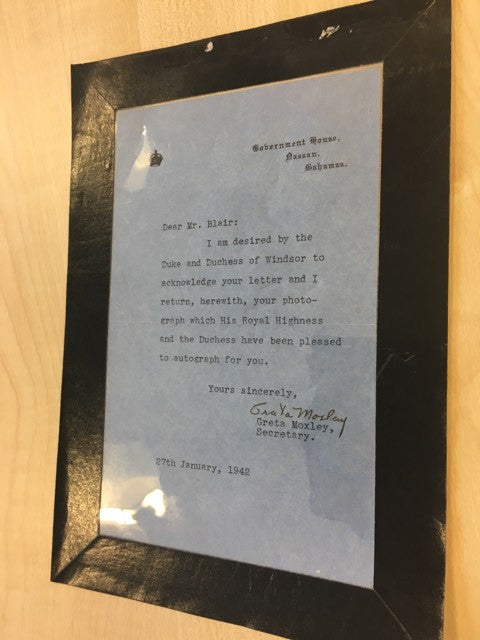 Government House,
Nassau,
Bahamas.
Dear Mr. Blair:
I am desired by the
Duke and Duchess of Windsor to
acknowledge your letter and I
return, herewith, your photo-
graph which His Royal Highness
and the Duchess have been pleased
to autograph for you.
Yours sincerely,
Greta Moxley
Greta Moxley,
Secretary.
27th January, 1942